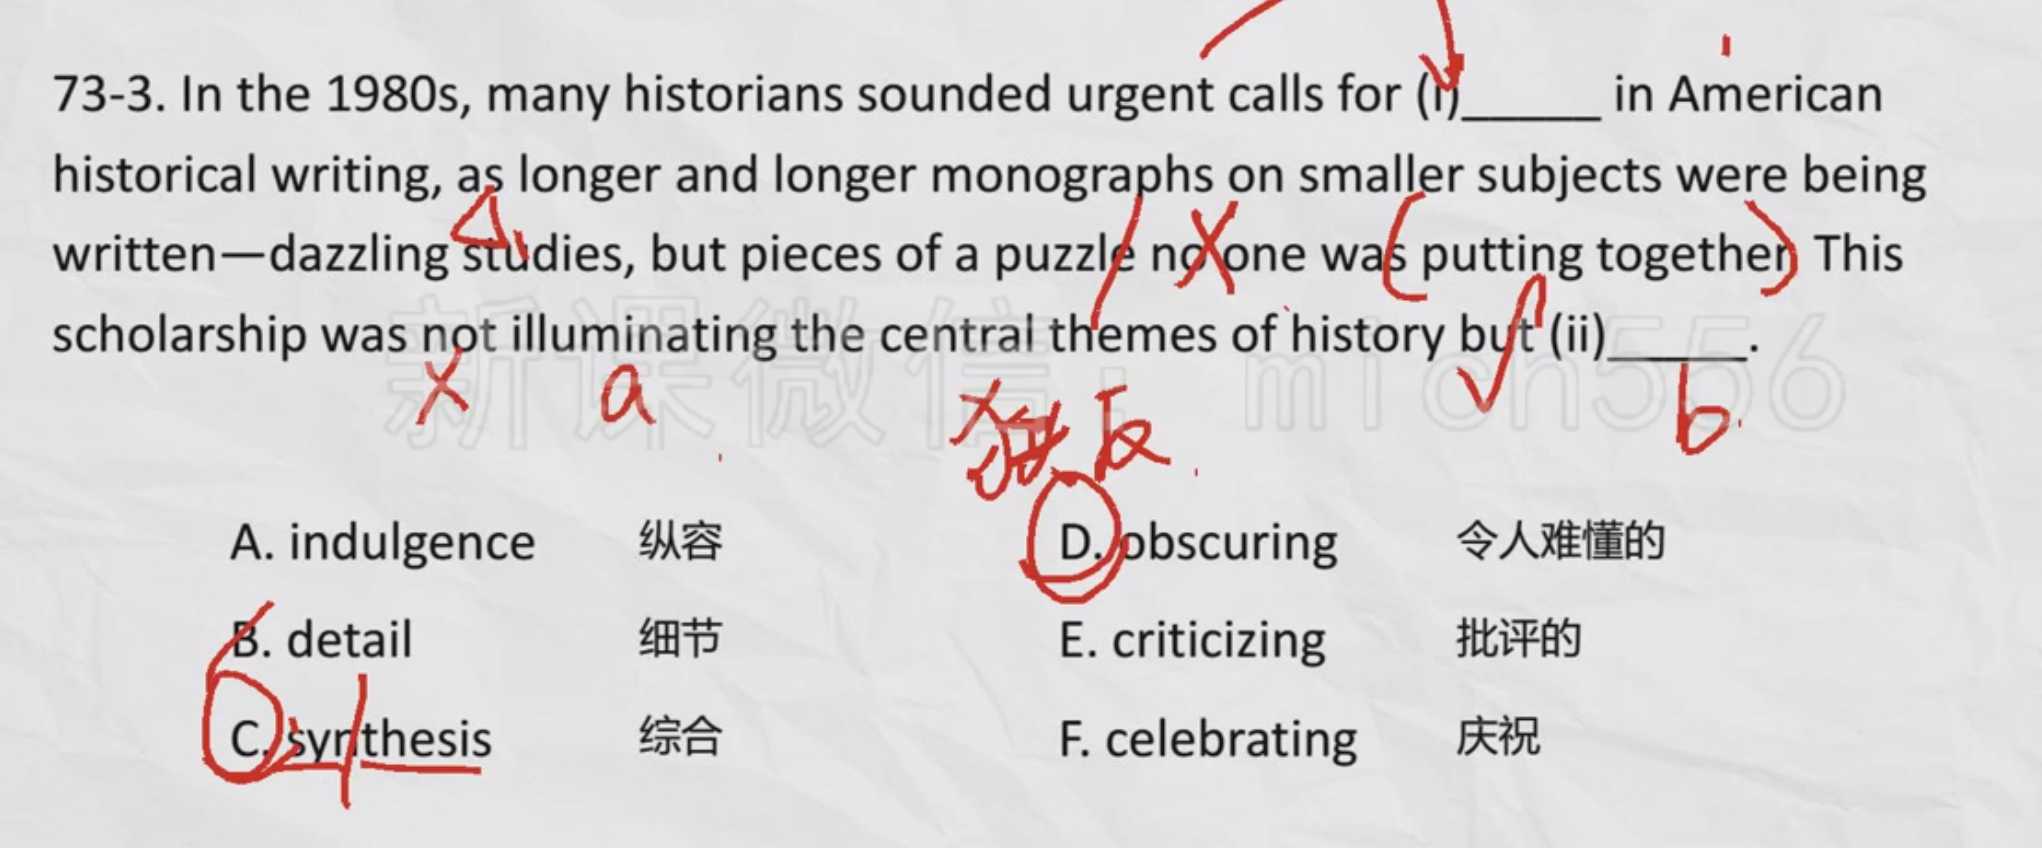 73-3. In the 1980s, many historians sounded urgent calls for (i)_____ in American
historical writing, as longer and longer monographs on smaller subjects were being
written—dazzling studies, but pieces of a puzzle no one was putting together. This
scholarship was not illuminating the central themes of history but (ii)_____.
新课微信：mich556
a
b
A. indulgence 纵容 D. obscuring 令人难懂的
B. detail 细节 E. criticizing 批评的
C. synthesis 综合 F. celebrating 庆祝